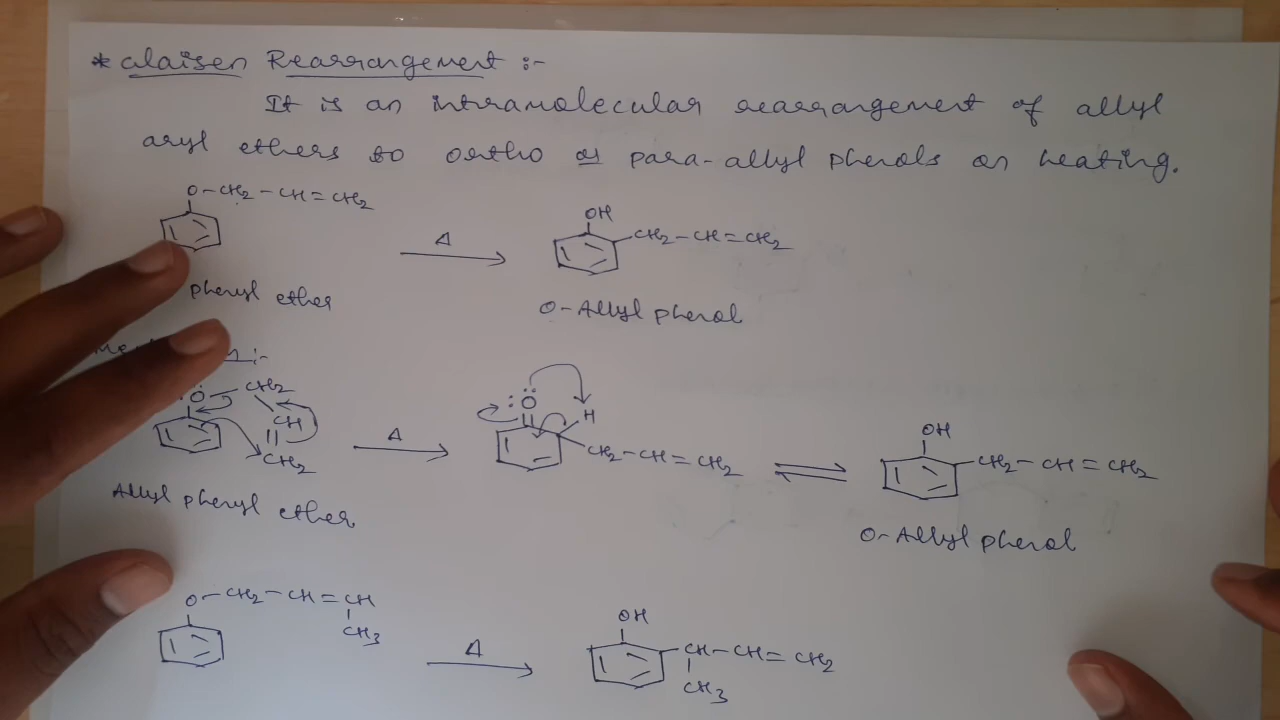 * Claisen Rearrangement :-
It is an intramolecular rearrangement of allyl
aryl ethers to ortho or para-allyl phenols on heating.
O-CH2-CH=CH2
Δ
OH
CH2-CH=CH2
phenyl ether
O-Allyl phenol
:-
O CH2
CH
CH2
Δ
O
H
CH2-CH=CH2
OH
CH2-CH=CH2
Allyl phenyl ether
O-Allyl phenol
O-CH2-CH=CH
CH3
Δ
OH
CH-CH=CH2
CH3